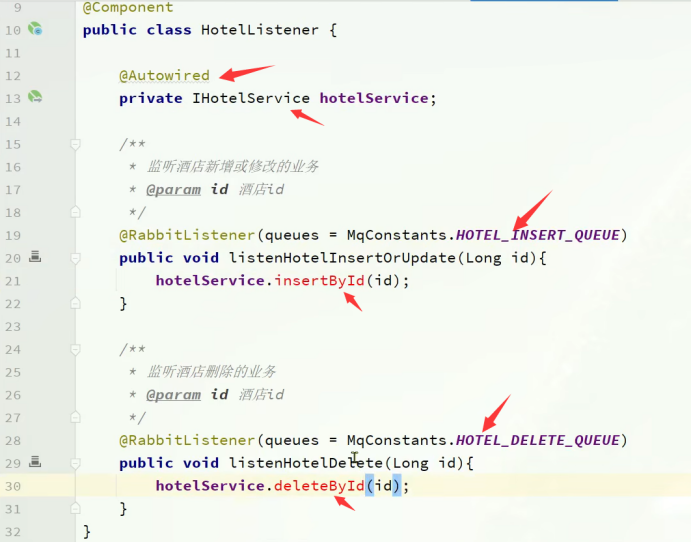 9 @Component
10 public class HotelListener {
11
12 @Autowired
13 private IHotelService hotelService;
14
15 /**
16 * 监听酒店新增或修改的业务
17 * @param id 酒店id
18 */
19 @RabbitListener(queues = MqConstants.HOTEL_INSERT_QUEUE)
20 public void listenHotelInsertOrUpdate(Long id){
21 hotelService.insertById(id);
22 }
23
24 /**
25 * 监听酒店删除的业务
26 * @param id 酒店id
27 */
28 @RabbitListener(queues = MqConstants.HOTEL_DELETE_QUEUE)
29 public void listenHotelDelete(Long id){
30 hotelService.deleteById(id);
31 }
32 }